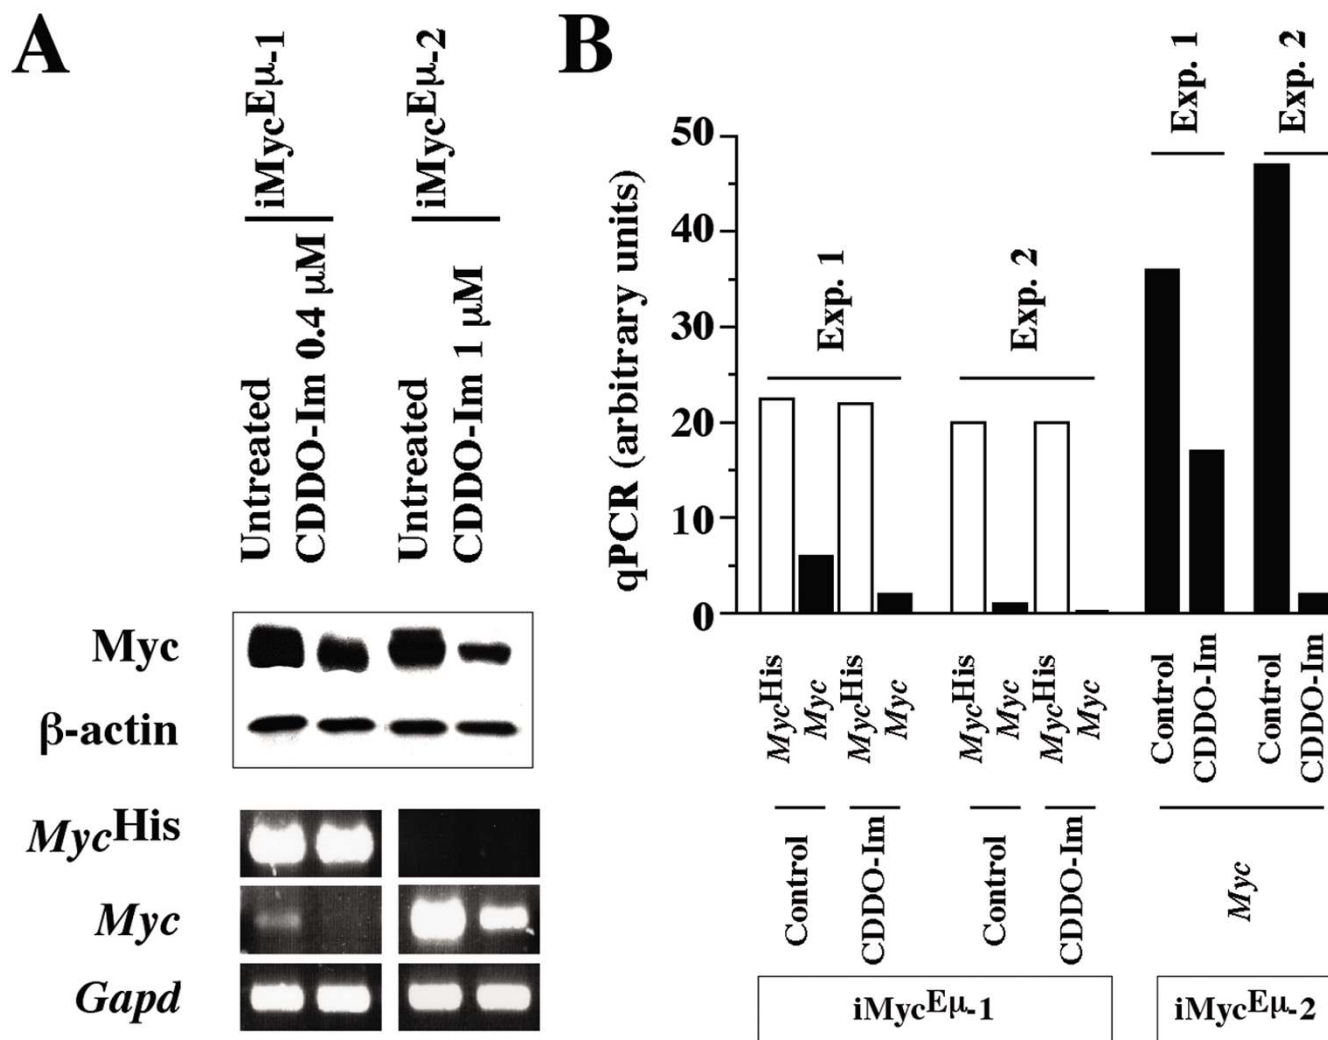 A
iMycEμ-1
iMycEμ-2
Untreated
CDDO-Im 0.4 μM
Untreated
CDDO-Im 1 μM
Myc
β-actin
MycHis
Myc
Gapd
B
qPCR (arbitrary units)
50
40
30
20
10
0
Exp. 1
Exp. 2
Exp. 1
Exp. 2
MycHis
Myc
MycHis
Myc
MycHis
Myc
MycHis
Myc
Control
CDDO-Im
Control
CDDO-Im
Control
CDDO-Im
Control
CDDO-Im
Myc
iMycEμ-1
iMycEμ-2